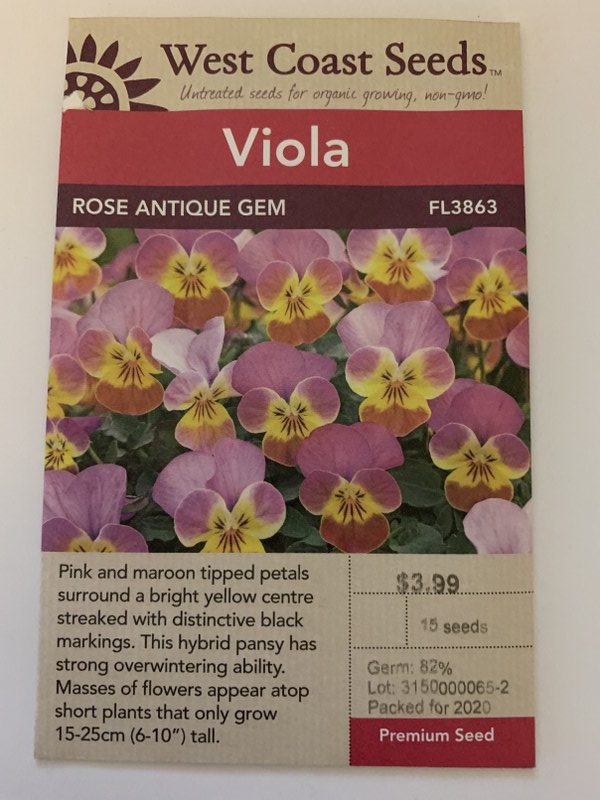 West Coast Seeds™
Untreated seeds for organic growing, non-gmo!
Viola
ROSE ANTIQUE GEM FL3863
Pink and maroon tipped petals
surround a bright yellow centre
streaked with distinctive black
markings. This hybrid pansy has
strong overwintering ability.
Masses of flowers appear atop
short plants that only grow
15-25cm (6-10”) tall.
$3.99
15 seeds
Germ: 82%
Lot: 3150000065-2
Packed for 2020
Premium Seed